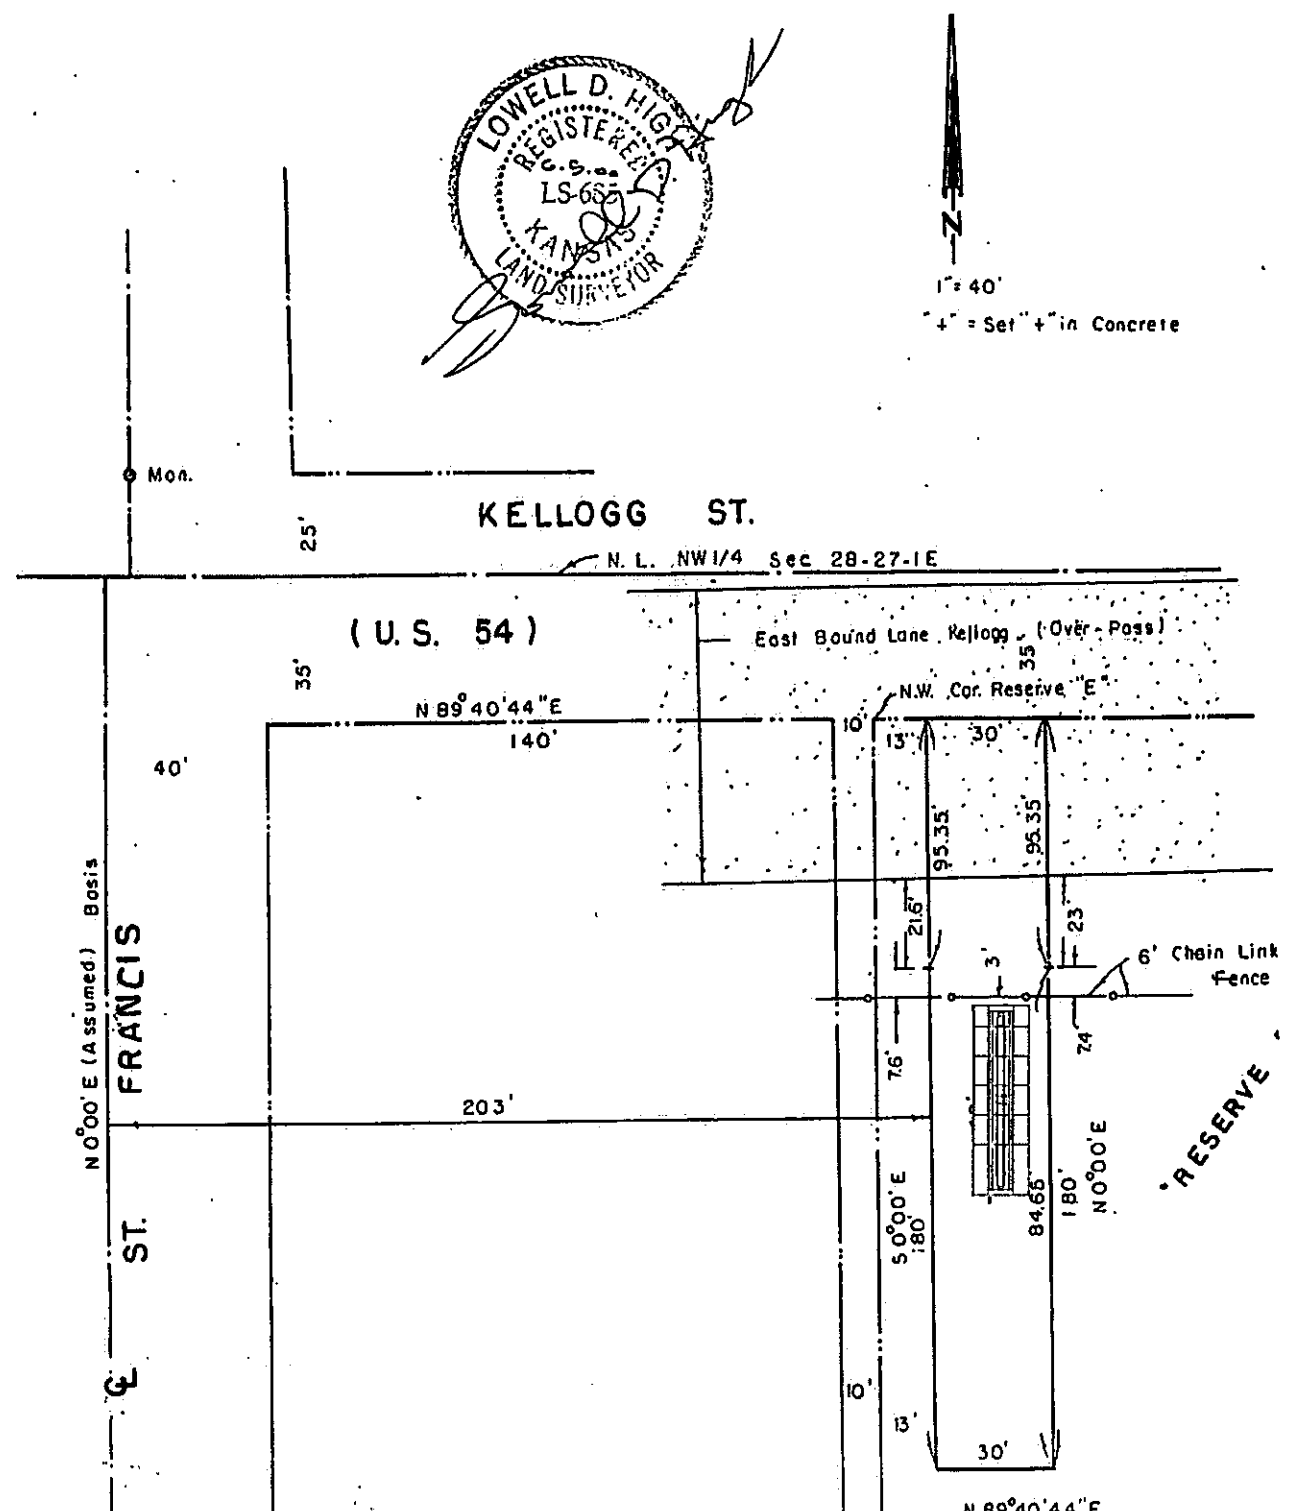 LOWELL D. HIGH
REGISTERED
C.S.
KANSAS
LAND SURVEYOR
N
1"= 40'
"+" = Set "+" in Concrete
Mon.
KELLOGG ST.
25'
N. L. NW 1/4 Sec 28-27-1E
(U. S. 54)
East Bound Lane Kellogg (Over-Pass)
35'
35'
N.W. Cor. Reserve "E"
N 89°40'44"E
140'
10'
13'
30'
40'
95.35'
95.35'
N 0°00'E (Assumed) Basis
ST. FRANCIS
21.6'
23'
3'
6' Chain Link
Fence
7.6'
7.4
203'
"RESERVE
S 0°00'E
180'
84.65'
180'
N 0°00'E
℄
10'
13'
30'
N 89°40'44"E